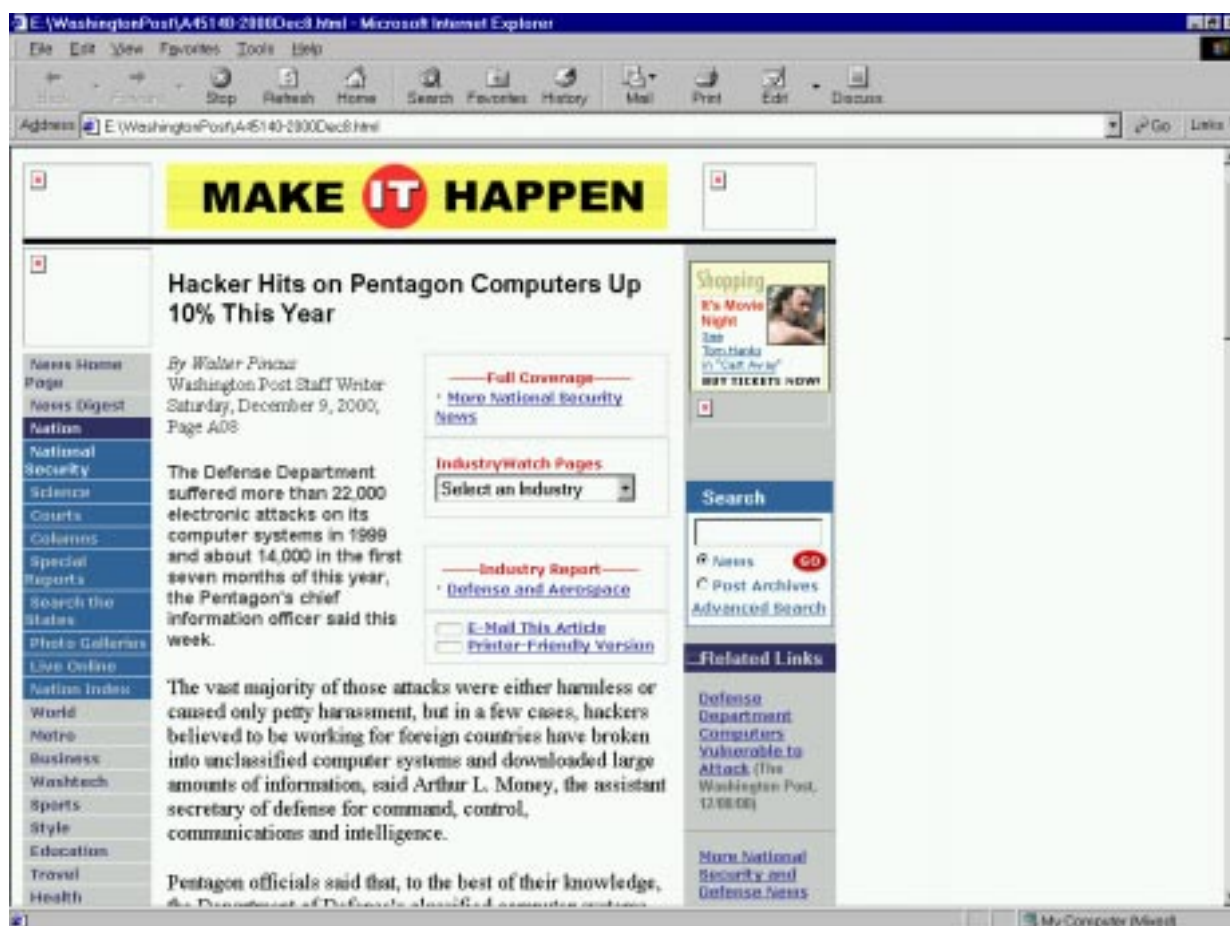 E:\WashingtonPost\A45140-2000Dec8.html - Microsoft Internet Explorer
File Edit View Favorites Tools Help
Back Forward Stop Refresh Home Search Favorites History Mail Print Edit Discuss
Address E:\WashingtonPost\A45140-2000Dec8.html Go Links
MAKE IT HAPPEN
Hacker Hits on Pentagon Computers Up
10% This Year
By Walter Pincus
Washington Post Staff Writer
Saturday, December 9, 2000;
Page A08
The Defense Department
suffered more than 22,000
electronic attacks on its
computer systems in 1999
and about 14,000 in the first
seven months of this year,
the Pentagon's chief
information officer said this
week.
Full Coverage
· More National Security
News
IndustryWatch Pages
Select an Industry
Industry Report
· Defense and Aerospace
E-Mail This Article
Printer-Friendly Version
The vast majority of those attacks were either harmless or
caused only petty harassment, but in a few cases, hackers
believed to be working for foreign countries have broken
into unclassified computer systems and downloaded large
amounts of information, said Arthur L. Money, the assistant
secretary of defense for command, control,
communications and intelligence.
Pentagon officials said that, to the best of their knowledge,
the Department of Defense's classified computer systems
News Home
Page
News Digest
Nation
National
Security
Science
Courts
Columns
Special
Reports
Search the
States
Photo Galleries
Live Online
Nation Index
World
Metro
Business
Washtech
Sports
Style
Education
Travel
Health
Shopping
It's Movie
Night
See
Tom Hanks
in "Cast Away"
BUY TICKETS NOW!
Search
News GO
Post Archives
Advanced Search
Related Links
Defense
Department
Computers
Vulnerable to
Attack (The
Washington Post,
12/08/00)
More National
Security and
Defense News
My Computer (Mixed)